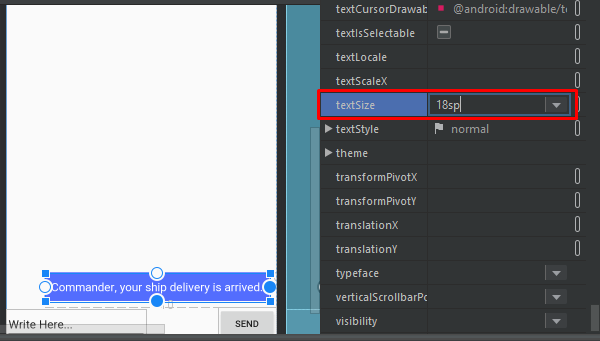 textCursorDrawab @android:drawable/te
textIsSelectable
textLocale
textScaleX
textSize 18sp
textStyle normal
theme
transformPivotX
transformPivotY
translationX
translationY
typeface
verticalScrollbarPo
visibility
Commander, your ship delivery is arrived
Write Here...
SEND